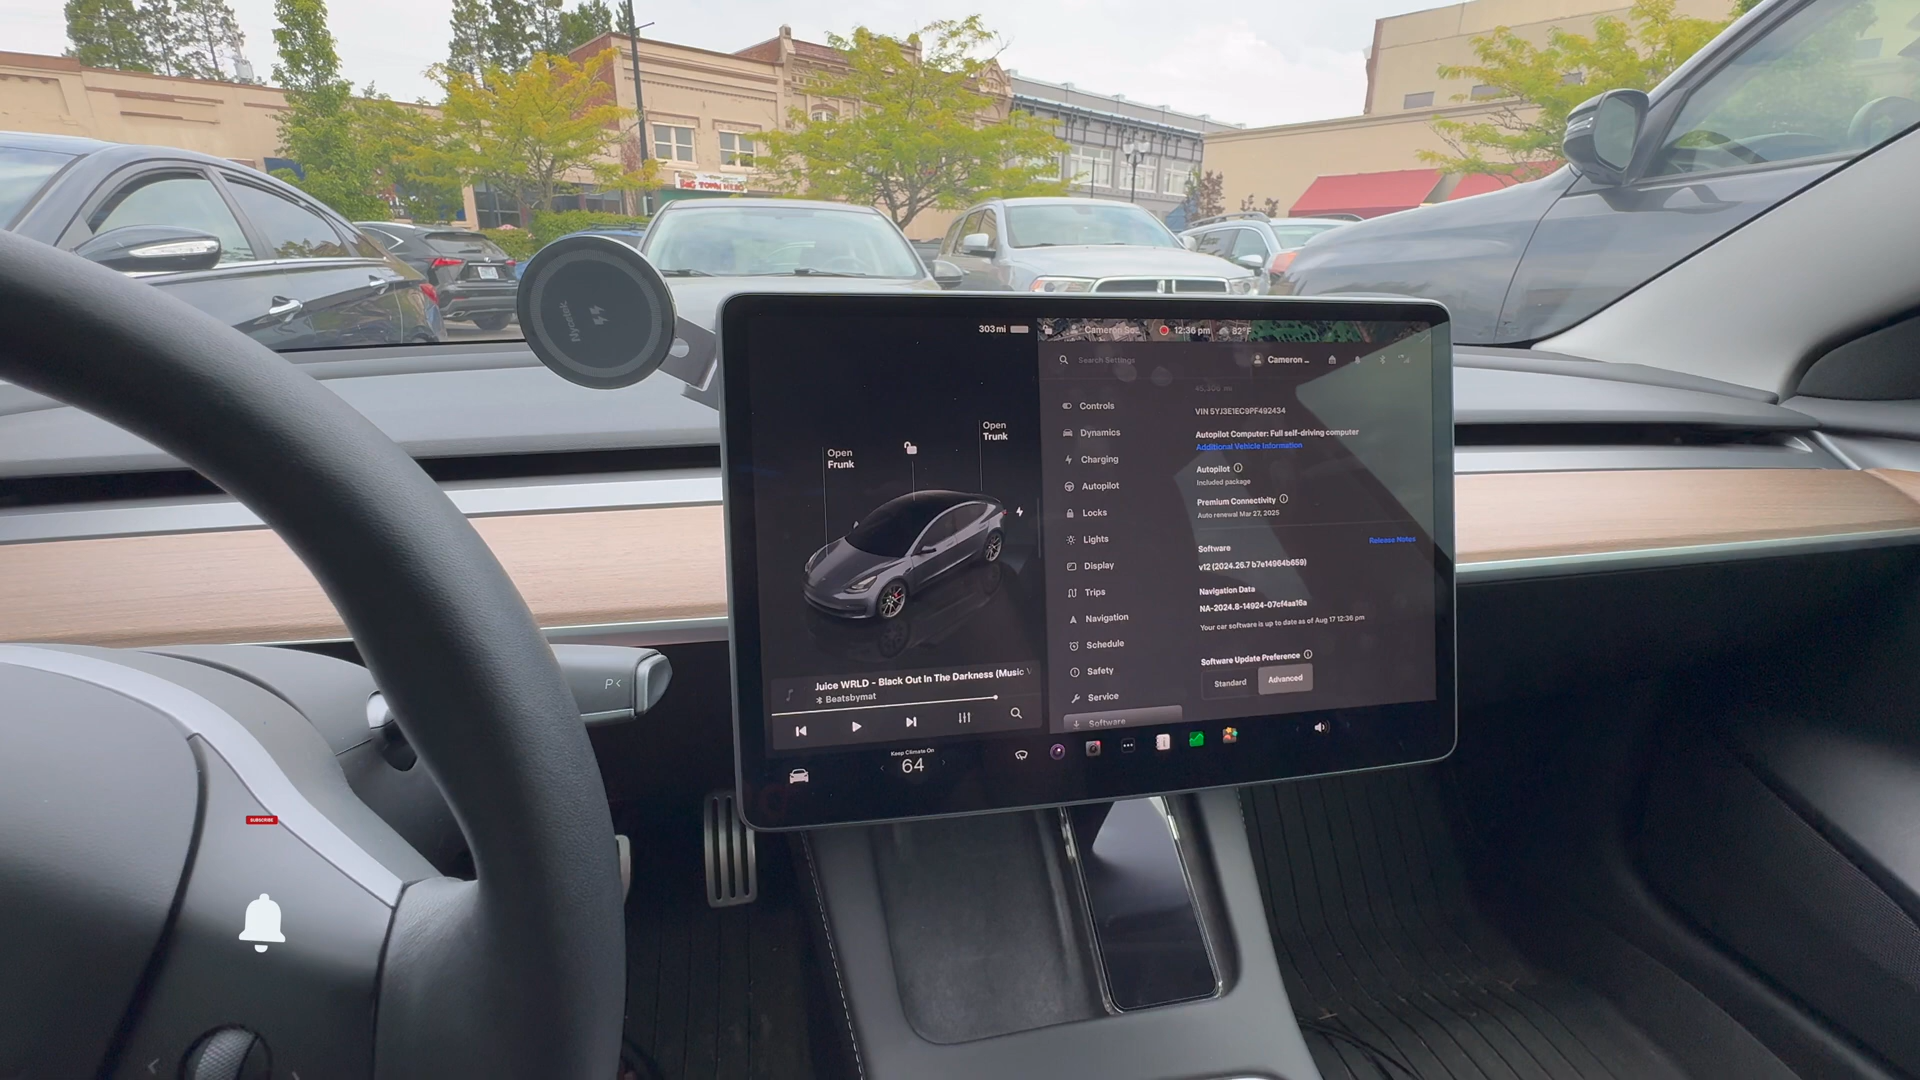 BIG TOWN HERO
Nyontek
303 mi
12:36 pm
82°F
Search Settings
Cameron ...
Open
Trunk
Open
Frunk
Controls
Dynamics
Charging
Autopilot
Locks
Lights
Display
Trips
Navigation
Schedule
Safety
Service
Software
VIN 5YJ3E1EC9PF492434
Autopilot Computer: Full self-driving computer
Additional Vehicle Information
Autopilot
Included package
Premium Connectivity
Auto renewal Mar 27, 2025
Software
Release Notes
v12 (2024.26.7 b7e14964b659)
Navigation Data
NA-2024.8-14924-07cf4aa16a
Your car software is up to date as of Aug 17 12:36 pm
Software Update Preference
Standard
Advanced
Juice WRLD - Black Out In The Darkness (Music
Beatsbymat
Keep Climate On
64
P
SUBSCRIBE